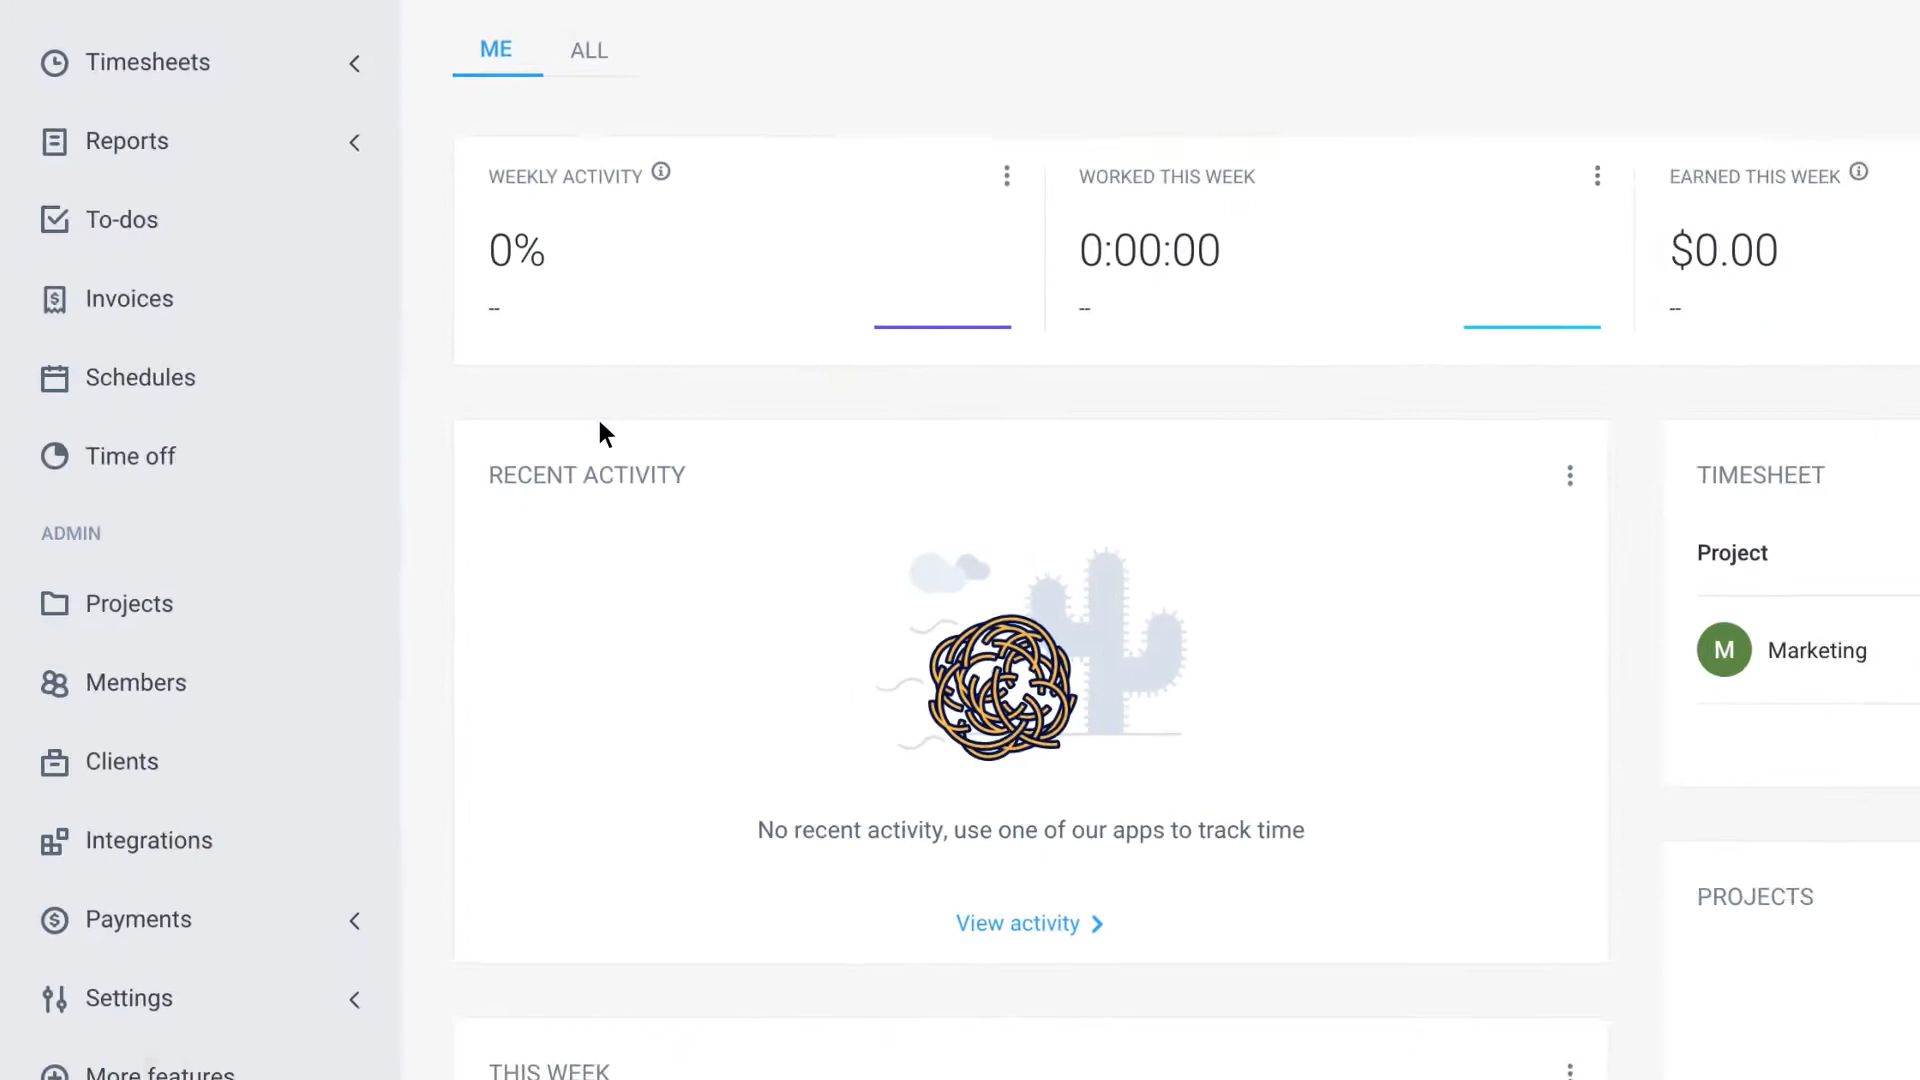 Timesheets
Reports
To-dos
Invoices
Schedules
Time off
ADMIN
Projects
Members
Clients
Integrations
Payments
Settings
More features
ME
ALL
WEEKLY ACTIVITY
0%
--
WORKED THIS WEEK
0:00:00
--
EARNED THIS WEEK
$0.00
--
RECENT ACTIVITY
No recent activity, use one of our apps to track time
View activity
THIS WEEK
TIMESHEET
Project
M Marketing
PROJECTS